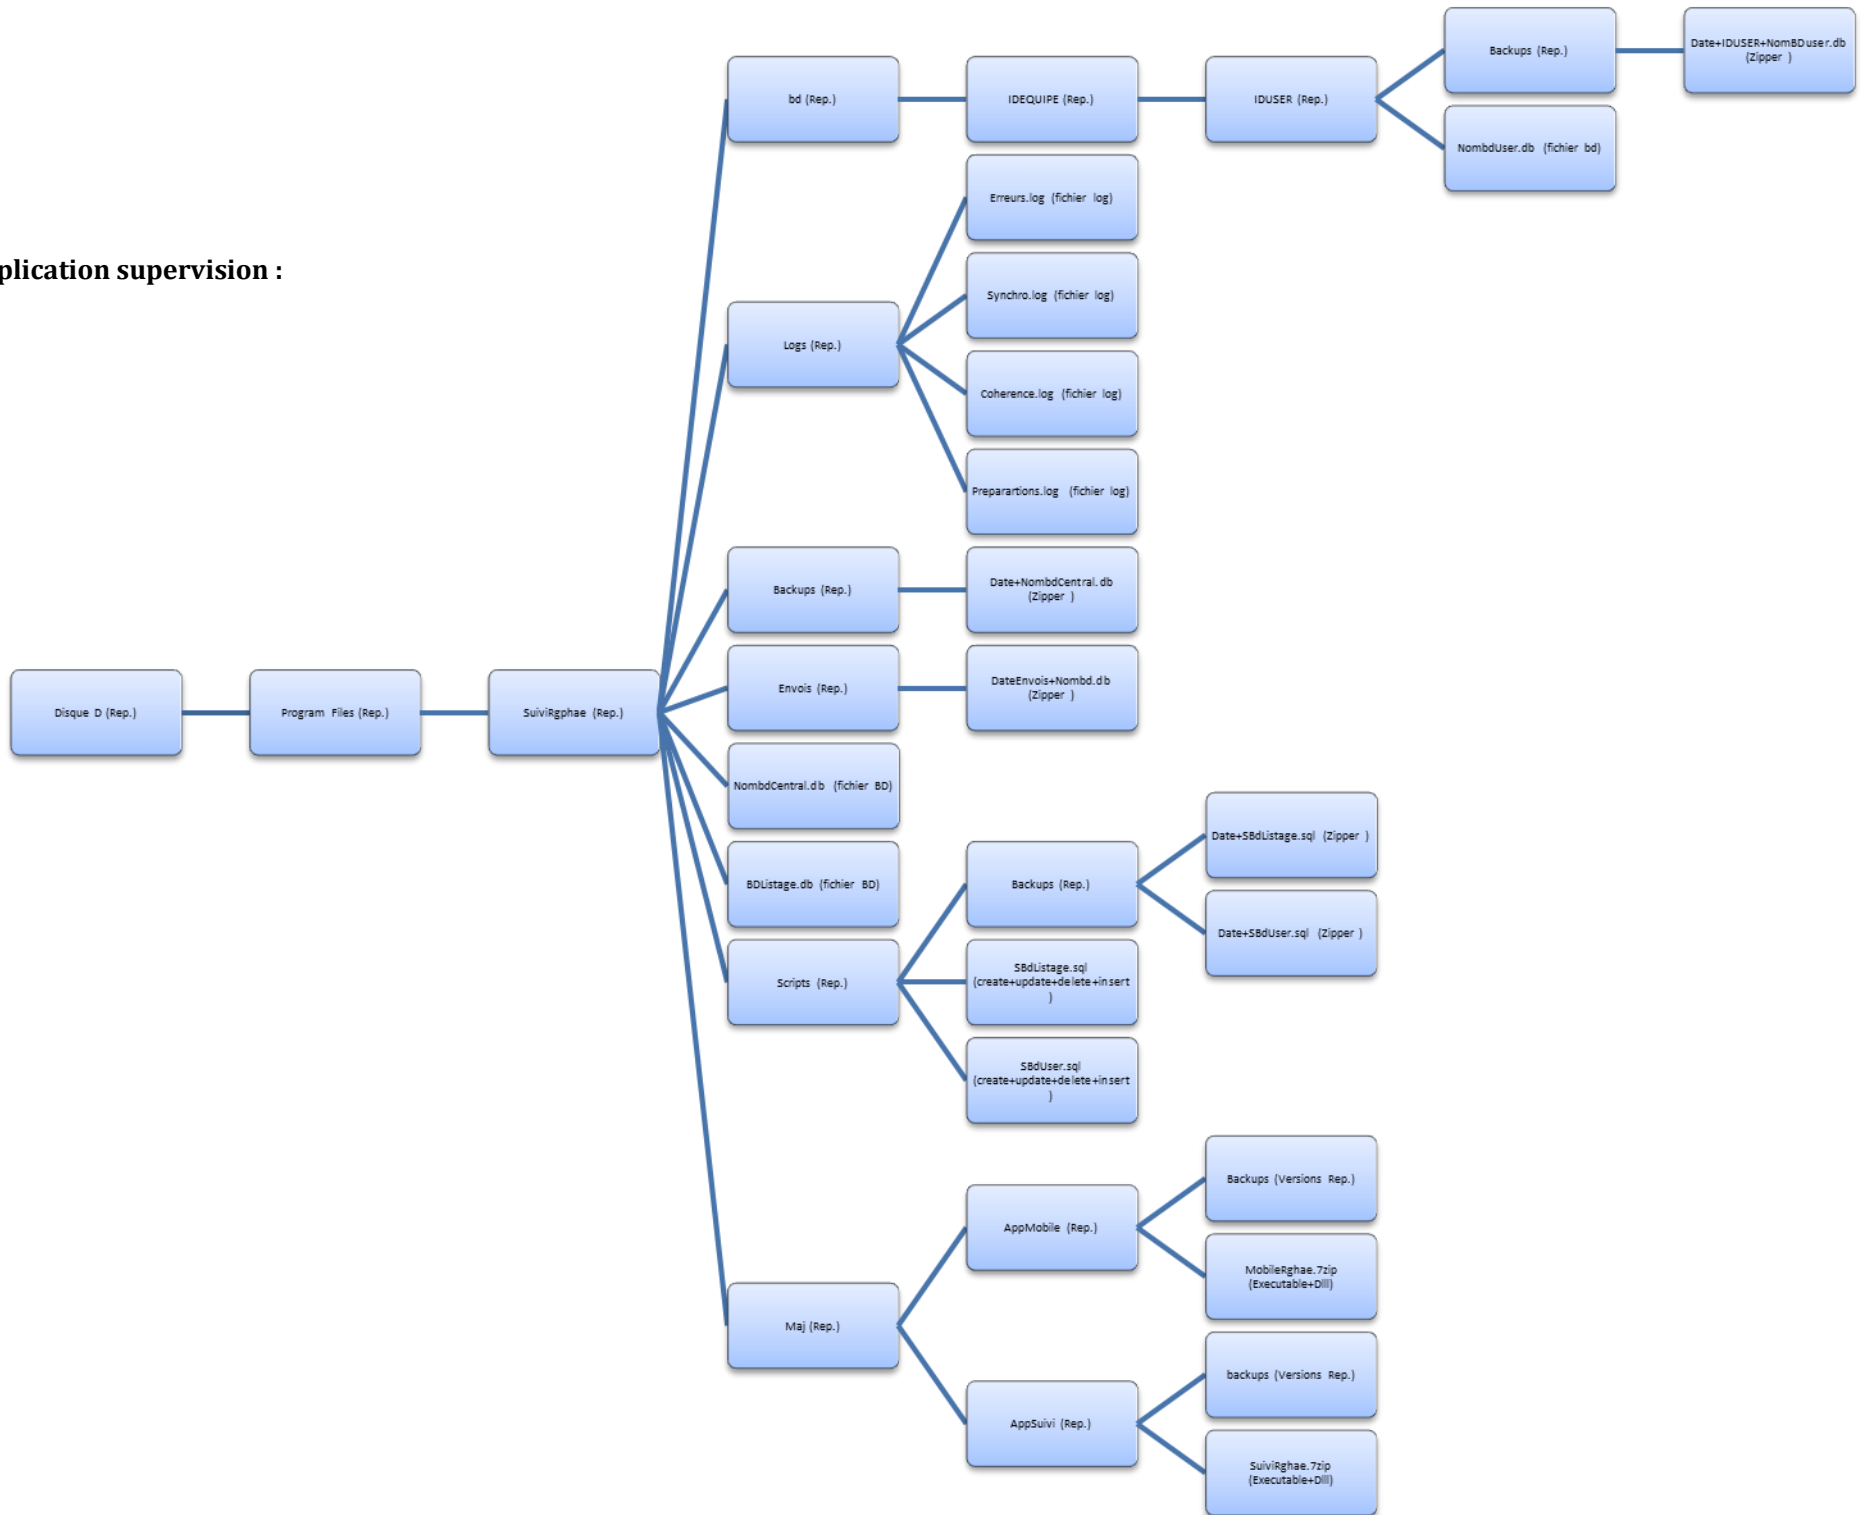 plication supervision :
Disque D (Rep.)
Program Files (Rep.)
SuiviRgphae (Rep.)
bd (Rep.)
IDEQUIPE (Rep.)
IDUSER (Rep.)
Backups (Rep.)
Date+IDUSER+NomBDuser.db
(Zipper )
NombdUser.db (fichier bd)
Logs (Rep.)
Erreurs.log (fichier log)
Synchro.log (fichier log)
Coherence.log (fichier log)
Preparartions.log (fichier log)
Backups (Rep.)
Date+NombdCentral.db
(Zipper )
Envois (Rep.)
DateEnvois+Nombd.db
(Zipper )
NombdCentral.db (fichier BD)
BDListage.db (fichier BD)
Scripts (Rep.)
Backups (Rep.)
Date+SBdListage.sql (Zipper )
Date+SBdUser.sql (Zipper )
SBdListage.sql
(create+update+delete+insert
)
SBdUser.sql
(create+update+delete+insert
)
Maj (Rep.)
AppMobile (Rep.)
Backups (Versions Rep.)
MobileRghae.7zip
(Executable+Dll)
AppSuivi (Rep.)
backups (Versions Rep.)
SuiviRghae.7zip
(Executable+Dll)